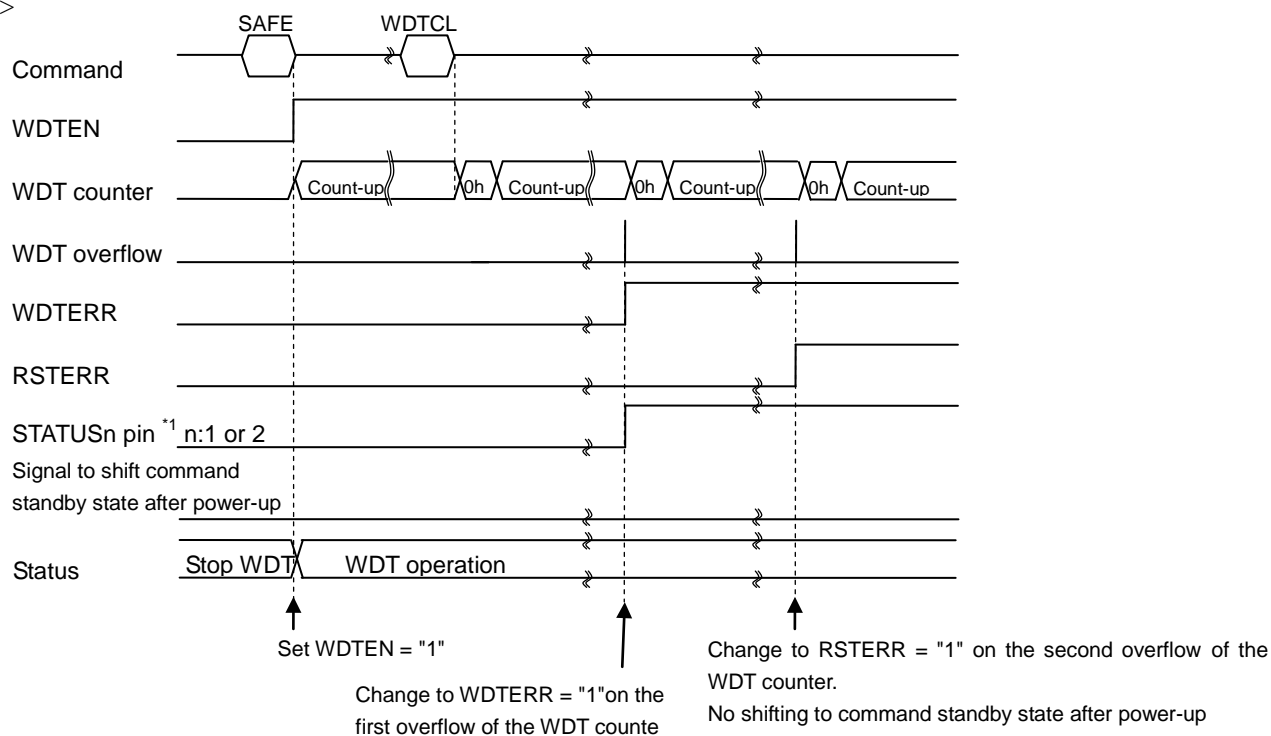 >
SAFE WDTCL
Command
WDTEN
WDT counter Count-up 0h Count-up 0h Count-up 0h Count-up
WDT overflow
WDTERR
RSTERR
STATUSn pin *1 n:1 or 2
Signal to shift command
standby state after power-up
Status Stop WDT WDT operation
Set WDTEN = "1"
Change to WDTERR = "1"on the
first overflow of the WDT counte
Change to RSTERR = "1" on the second overflow of the
WDT counter.
No shifting to command standby state after power-up